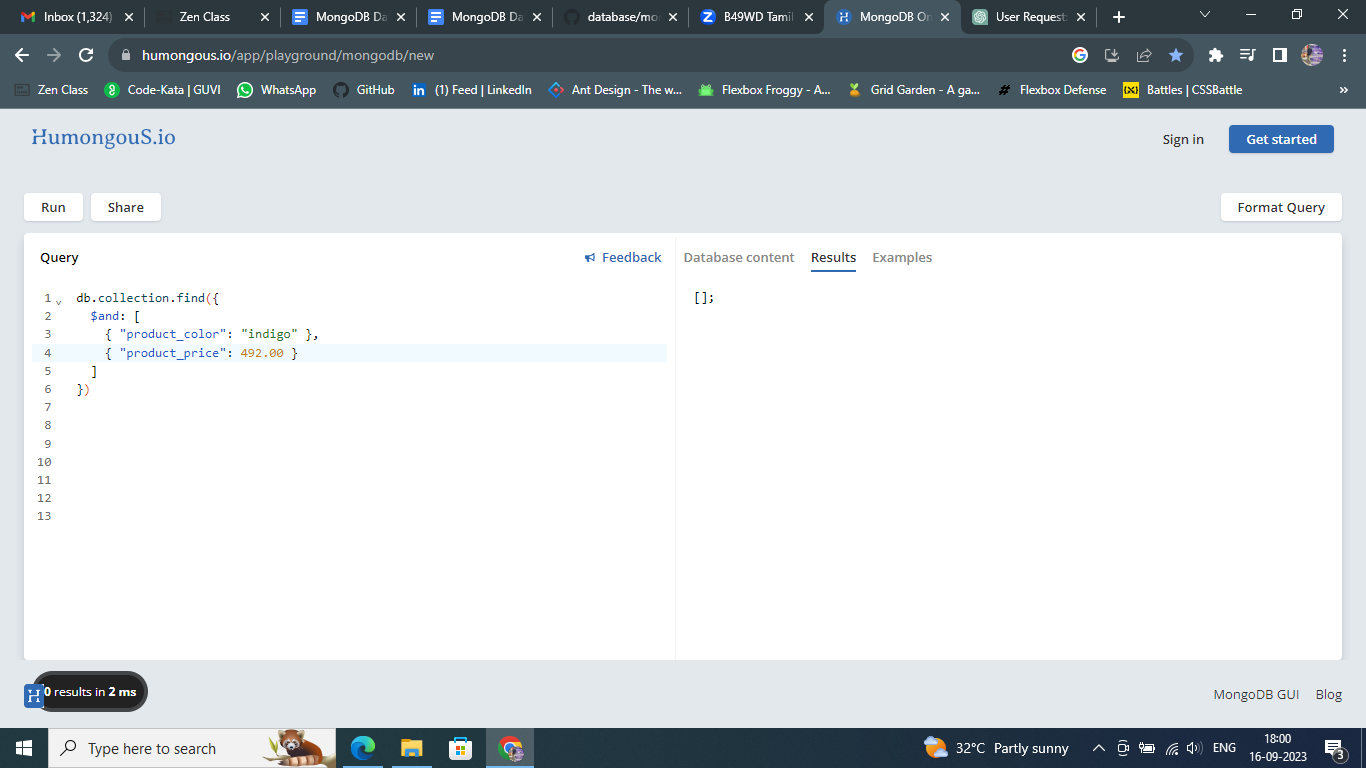 Inbox (1,324)
Zen Class
MongoDB Da
MongoDB Da
database/mo
B49WD Tamil
MongoDB On
User Request
humongous.io/app/playground/mongodb/new
Zen Class
Code-Kata | GUVI
WhatsApp
GitHub
(1) Feed | LinkedIn
Ant Design - The w...
Flexbox Froggy - A...
Grid Garden - A ga...
Flexbox Defense
Battles | CSSBattle
»
HumongouS.io
Sign in
Get started
Run
Share
Format Query
Query
Feedback
Database content
Results
Examples
1 db.collection.find({
2 $and: [
3 { "product_color": "indigo" },
4 { "product_price": 492.00 }
5 ]
6 })
7
8
9
10
11
12
13
[];
H
0 results in 2 ms
MongoDB GUI
Blog
Type here to search
32°C Partly sunny
ENG
18:00
16-09-2023
3